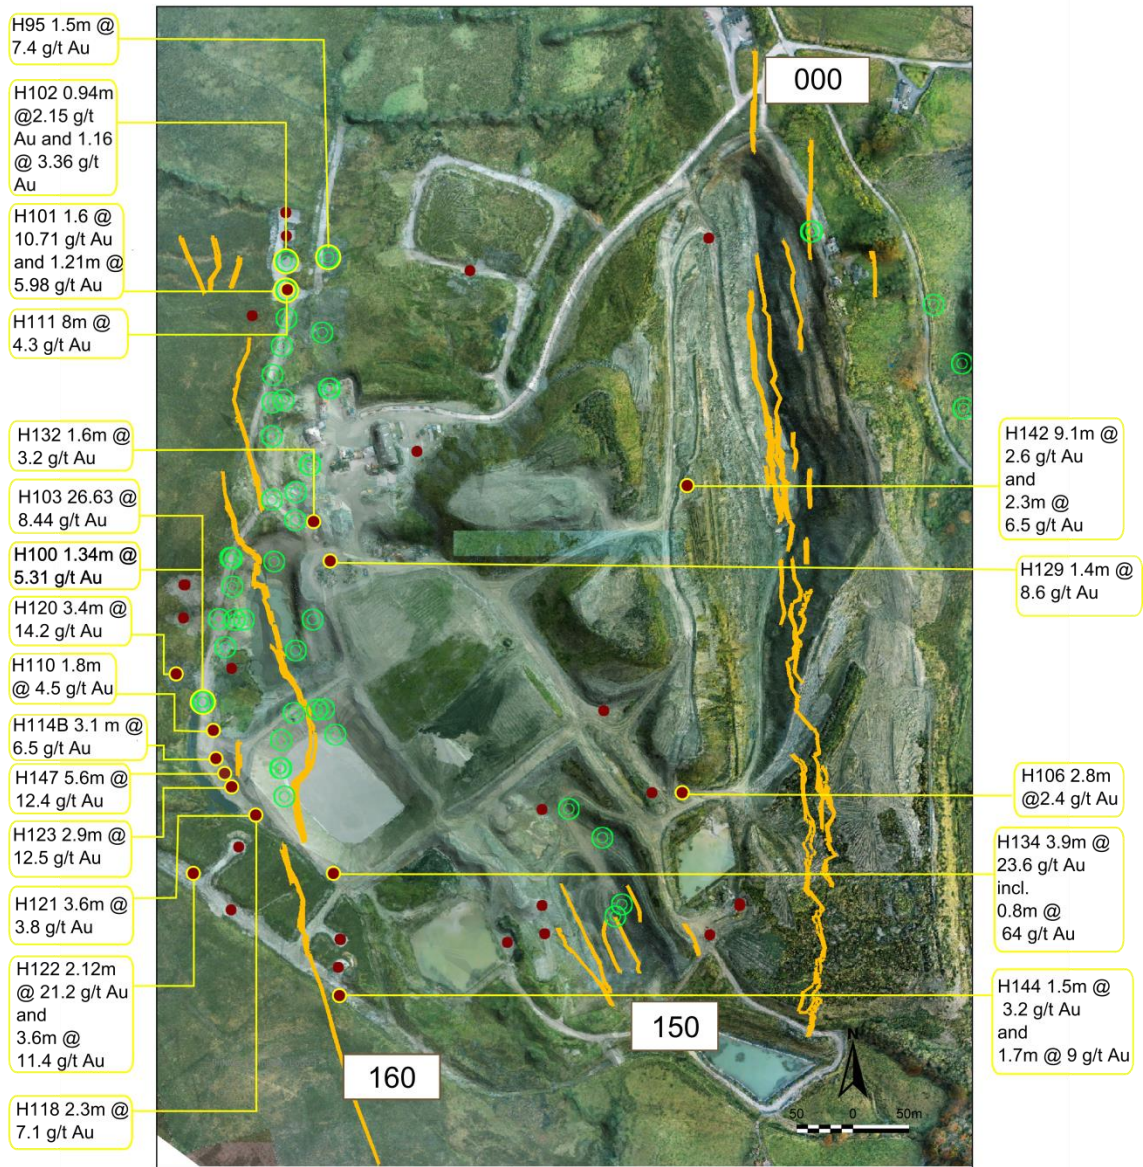 H95 1.5m @
7.4 g/t Au
H102 0.94m
@2.15 g/t
Au and 1.16
@ 3.36 g/t
Au
H101 1.6 @
10.71 g/t Au
and 1.21m @
5.98 g/t Au
H111 8m @
4.3 g/t Au
H132 1.6m @
3.2 g/t Au
H103 26.63 @
8.44 g/t Au
H100 1.34m @
5.31 g/t Au
H120 3.4m @
14.2 g/t Au
H110 1.8m
@ 4.5 g/t Au
H114B 3.1 m @
6.5 g/t Au
H147 5.6m @
12.4 g/t Au
H123 2.9m @
12.5 g/t Au
H121 3.6m @
3.8 g/t Au
H122 2.12m
@ 21.2 g/t Au
and
3.6m @
11.4 g/t Au
H118 2.3m @
7.1 g/t Au
000
160
150
N
50 0 50m
H142 9.1m @
2.6 g/t Au
and
2.3m @
6.5 g/t Au
H129 1.4m @
8.6 g/t Au
H106 2.8m
@2.4 g/t Au
H134 3.9m @
23.6 g/t Au
incl.
0.8m @
64 g/t Au
H144 1.5m @
3.2 g/t Au
and
1.7m @ 9 g/t Au